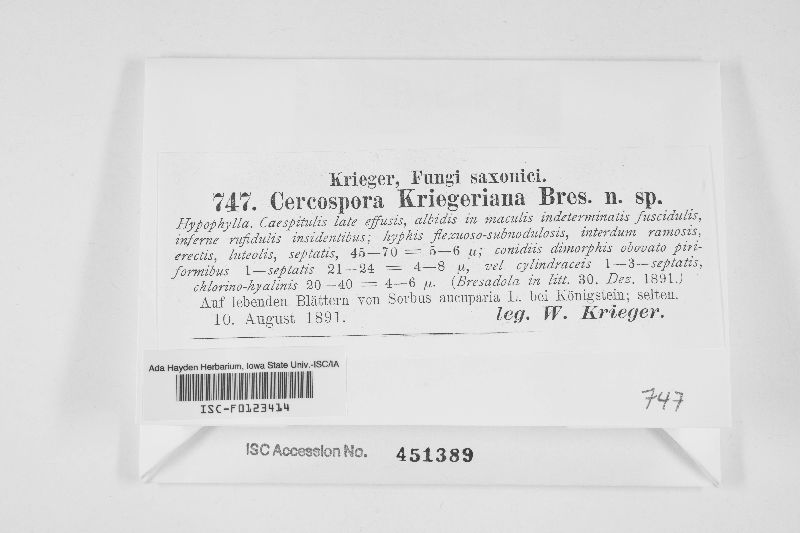 Krieger, Fungi saxonici.
747. Cercospora Kriegeriana Bres. n. sp.
Hypophylla. Caespitulis late effusis, albidis in maculis indeterminatis fuscidulis,
inferne rufidulis insidentibus; hyphis flexuoso-subnodulosis, interdum ramosis,
erectis, luteolis, septatis, 45—70 = 5—6 µ; conidiis dimorphis obovato piri-
formibus 1—septatis 21—24 = 4—8 µ, vel cylindraceis 1—3—septatis,
chlorino-hyalinis 20—40 = 4—6 µ. (Bresadola in litt. 30. Dez. 1891.)
Auf lebenden Blättern von Sorbus aucuparia L. bei Königstein; selten.
10. August 1891. leg. W. Krieger.
Ada Hayden Herbarium, Iowa State Univ.-ISC/IA
ISC-F0123414
747
ISC Accession No. 451389